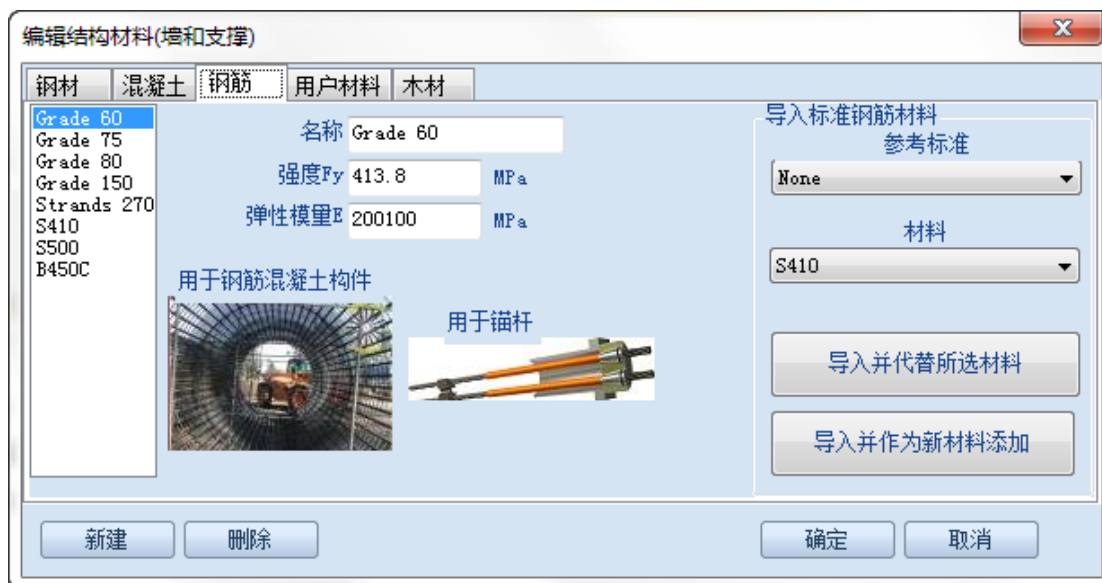 编辑结构材料(墙和支撑)
钢材 混凝土 钢筋 用户材料 木材
Grade 60
Grade 75
Grade 80
Grade 150
Strands 270
S410
S500
B450C
名称 Grade 60
强度Fy 413.8 MPa
弹性模量E 200100 MPa
用于钢筋混凝土构件
用于锚杆
导入标准钢筋材料
参考标准
None
材料
S410
导入并代替所选材料
导入并作为新材料添加
新建 删除 确定 取消